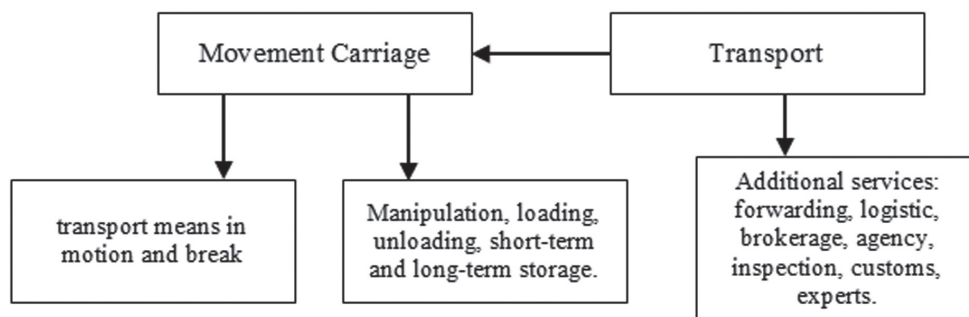 Movement Carriage
Transport
transport means in
motion and break
Manipulation, loading,
unloading, short-term
and long-term storage.
Additional services:
forwarding, logistic,
brokerage, agency,
inspection, customs,
experts.